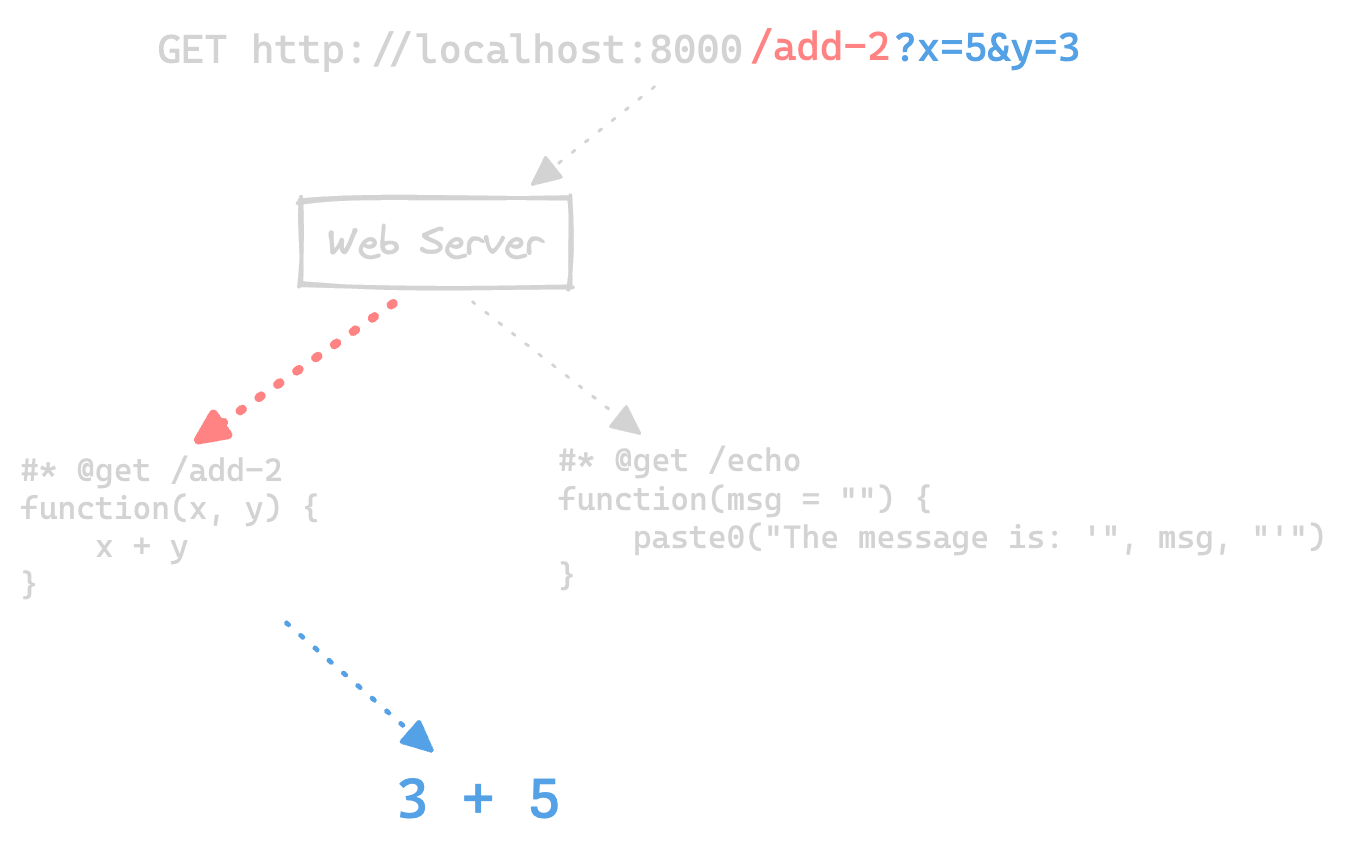 GET http://localhost:8000/add-2?x=5&y=3
Web Server
#* @get /add-2
function(x, y) {
    x + y
}
#* @get /echo
function(msg = "") {
    paste0("The message is: '", msg, "'")
}
3 + 5